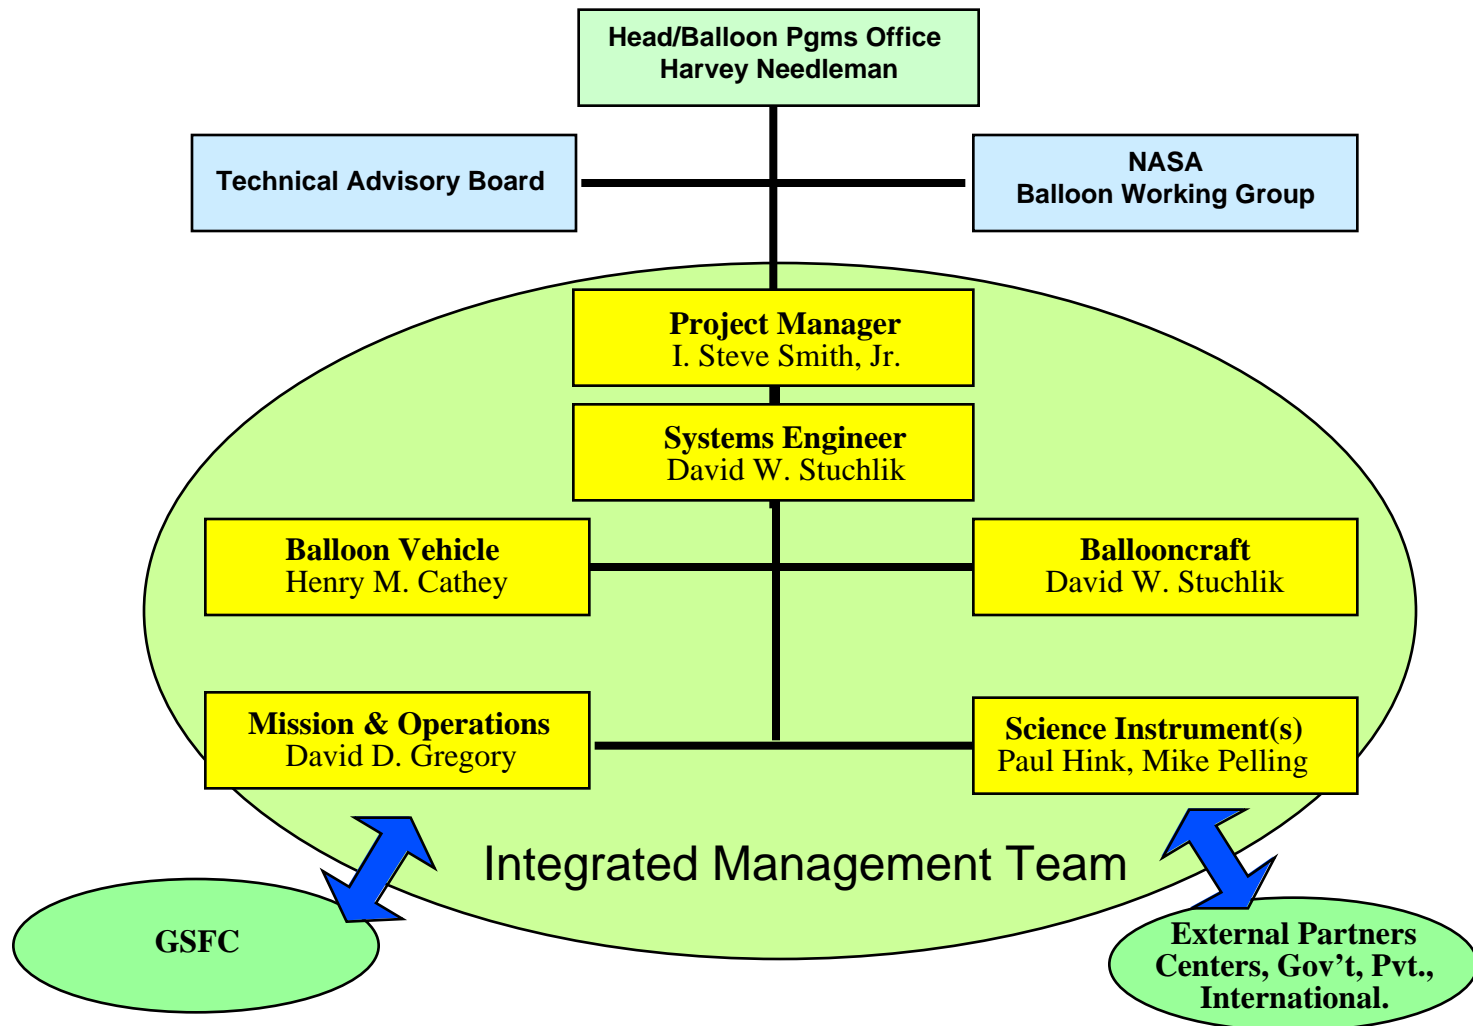 Head/Balloon Pgms Office
Harvey Needleman
Technical Advisory Board
NASA
Balloon Working Group
Project Manager
I. Steve Smith, Jr.
Systems Engineer
David W. Stuchlik
Balloon Vehicle
Henry M. Cathey
Ballooncraft
David W. Stuchlik
Mission & Operations
David D. Gregory
Science Instrument(s)
Paul Hink, Mike Pelling
Integrated Management Team
GSFC
External Partners
Centers, Gov’t, Pvt.,
International.